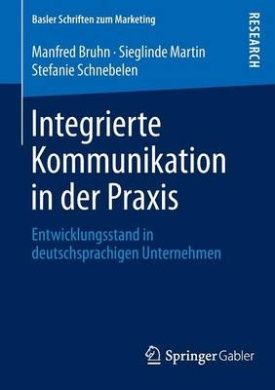 Basler Schriften zum Marketing
RESEARCH
Manfred Bruhn · Sieglinde Martin
Stefanie Schnebelen
Integrierte
Kommunikation
in der Praxis
Entwicklungsstand in
deutschsprachigen Unternehmen
Springer Gabler